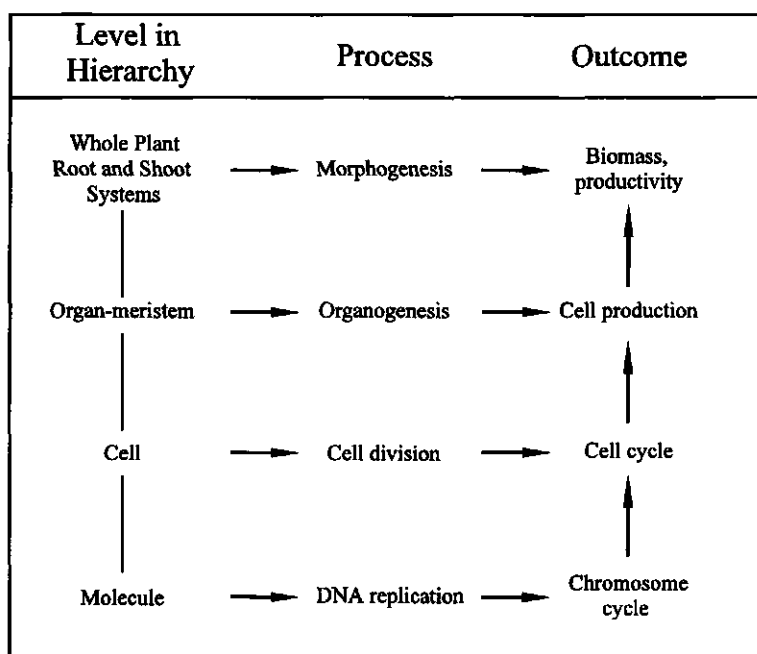 Level in
Hierarchy
Process
Outcome
Whole Plant
Root and Shoot
Systems
Morphogenesis
Biomass,
productivity
Organ-meristem
Organogenesis
Cell production
Cell
Cell division
Cell cycle
Molecule
DNA replication
Chromosome
cycle